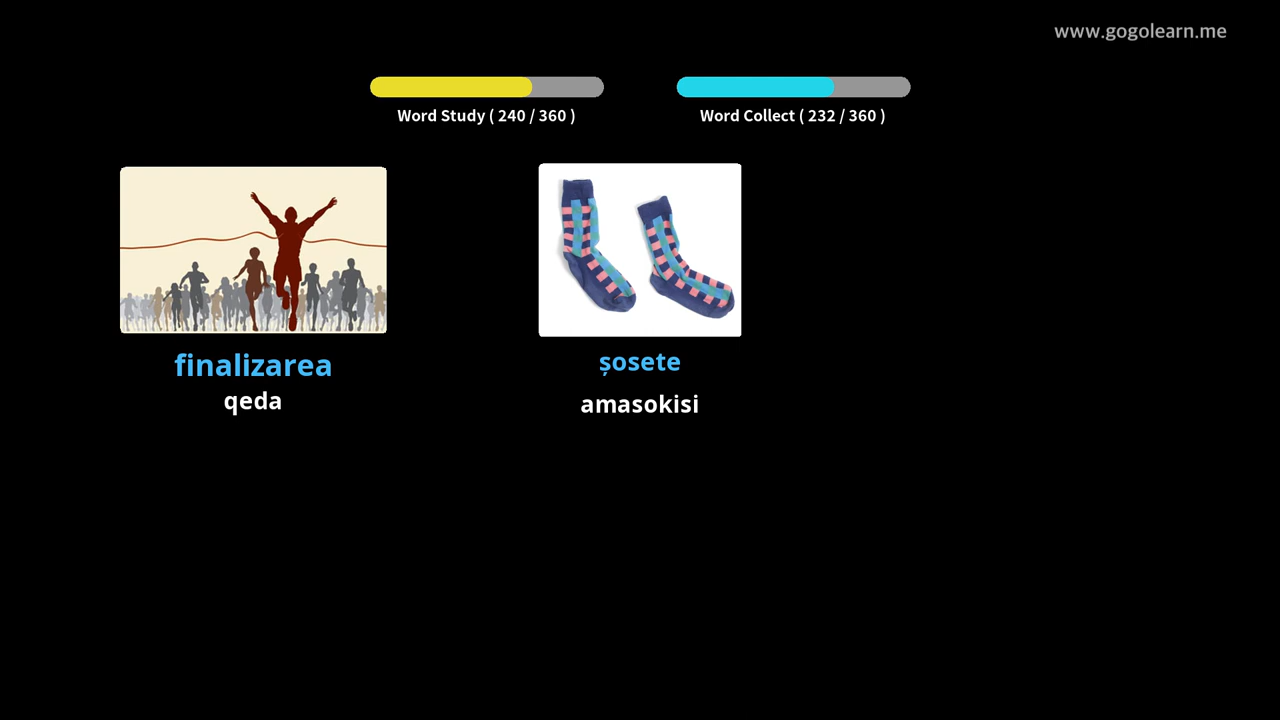 www.gogolearn.me
Word Study ( 240 / 360 )
Word Collect ( 232 / 360 )
finalizarea
qeda
șosete
amasokisi